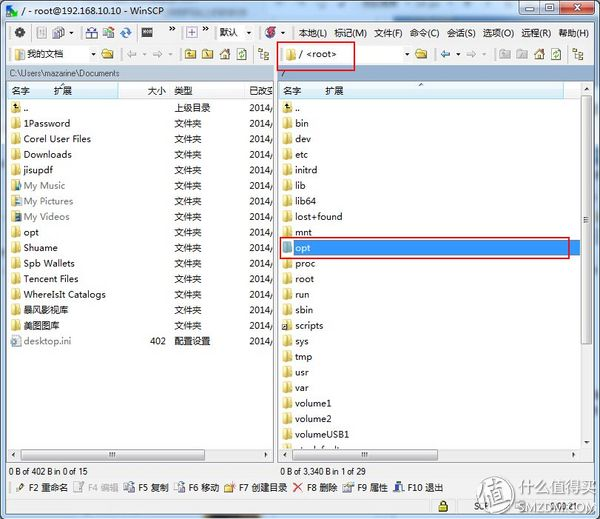 / - root@192.168.10.10 - WinSCP
默认
本地(L) 标记(M) 文件(F) 命令(C) 会话(S) 选项(O) 远程(R) 帮助(H)
我的文档
/ <root>
C:\Users\mazarine\Documents
/
名字 扩展 大小 类型 已改变
.. 上级目录 2014/
1Password 文件夹 2014/
Corel User Files 文件夹 2014/
Downloads 文件夹 2014/
jisupdf 文件夹 2014/
My Music 文件夹 2014/
My Pictures 文件夹 2014/
My Videos 文件夹 2014/
opt 文件夹 2014/
Shuame 文件夹 2014/
Spb Wallets 文件夹 2014/
Tencent Files 文件夹 2014/
WhereIsIt Catalogs 文件夹 2014/
暴风影视库 文件夹 2014/
美图图库 文件夹 2014/
desktop.ini 402 配置设置 2014/
名字 扩展
..
bin
dev
etc
initrd
lib
lib64
lost+found
mnt
opt
proc
root
run
sbin
scripts
sys
tmp
usr
var
volume1
volume2
volumeUSB1
0 B of 402 B in 0 of 15
0 B of 3,340 B in 1 of 29
F2 重命名 F4 编辑 F5 复制 F6 移动 F7 创建目录 F8 删除 F9 属性 F10 退出
SCP
0:00:21
值 什么值得买
SMZDM.COM